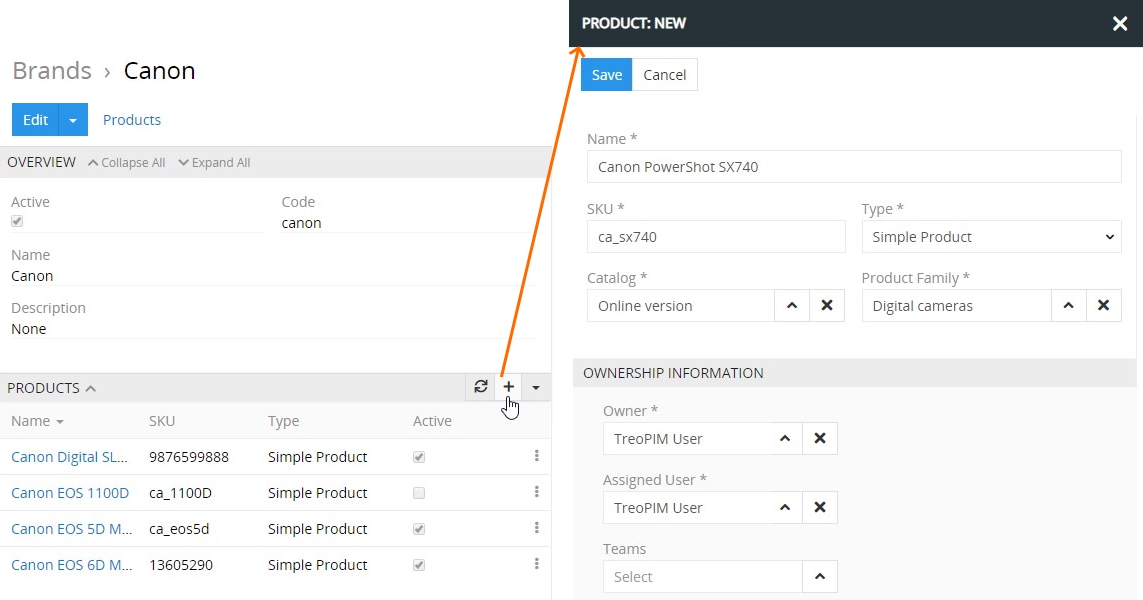 Brands › Canon
Edit Products
OVERVIEW Collapse All Expand All
Active Code
canon
Name
Canon
Description
None
PRODUCTS
Name SKU Type Active
Canon Digital SL... 9876599888 Simple Product
Canon EOS 1100D ca_1100D Simple Product
Canon EOS 5D M... ca_eos5d Simple Product
Canon EOS 6D M... 13605290 Simple Product
PRODUCT: NEW
Save Cancel
Name *
Canon PowerShot SX740
SKU * Type *
ca_sx740 Simple Product
Catalog * Product Family *
Online version Digital cameras
OWNERSHIP INFORMATION
Owner *
TreoPIM User
Assigned User *
TreoPIM User
Teams
Select